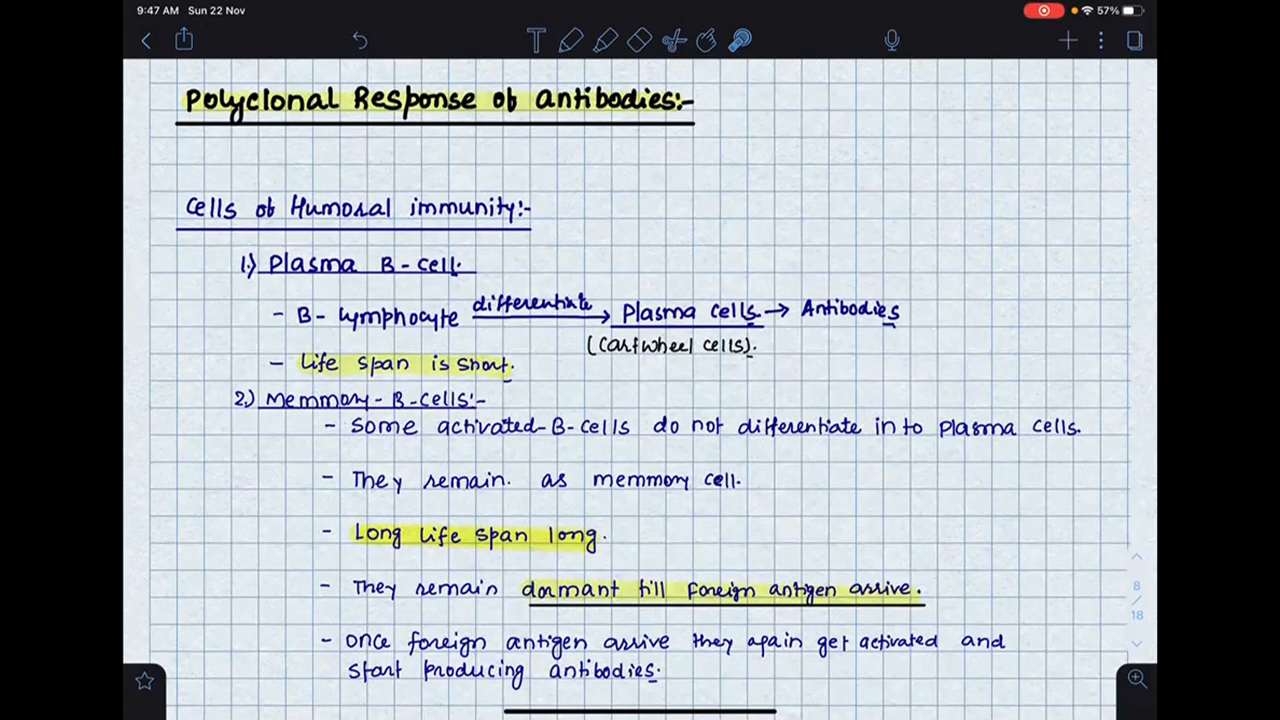 9:47 AM Sun 22 Nov
57%
Polyclonal Response of antibodies:-
Cells of Humoral immunity:-
1.) Plasma B-cell.
- B-lymphocyte differentiate → Plasma cells → Antibodies
(Cartwheel cells).
- Life span is short.
2.) Memmory-B-cells:-
- Some activated-B-cells do not differentiate in to plasma cells.
- They remain. as memmory cell.
- Long life span long.
- They remain dormant till foreign antigen arrive.
- Once foreign antigen arrive they again get activated and
start producing antibodies.
8
/
18